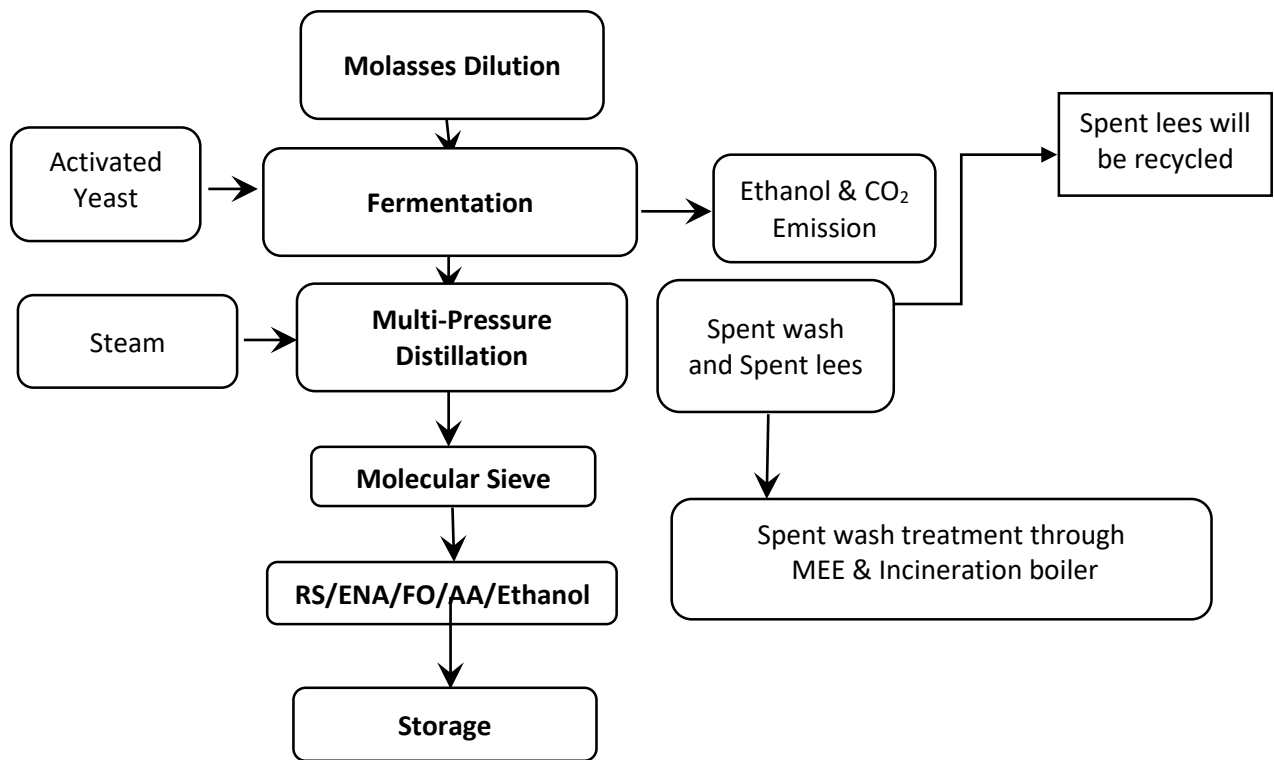 Molasses Dilution
Spent lees will
be recycled
Activated
Yeast
Fermentation
Ethanol & CO₂
Emission
Steam
Multi-Pressure
Distillation
Spent wash
and Spent lees
Molecular Sieve
Spent wash treatment through
MEE & Incineration boiler
RS/ENA/FO/AA/Ethanol
Storage